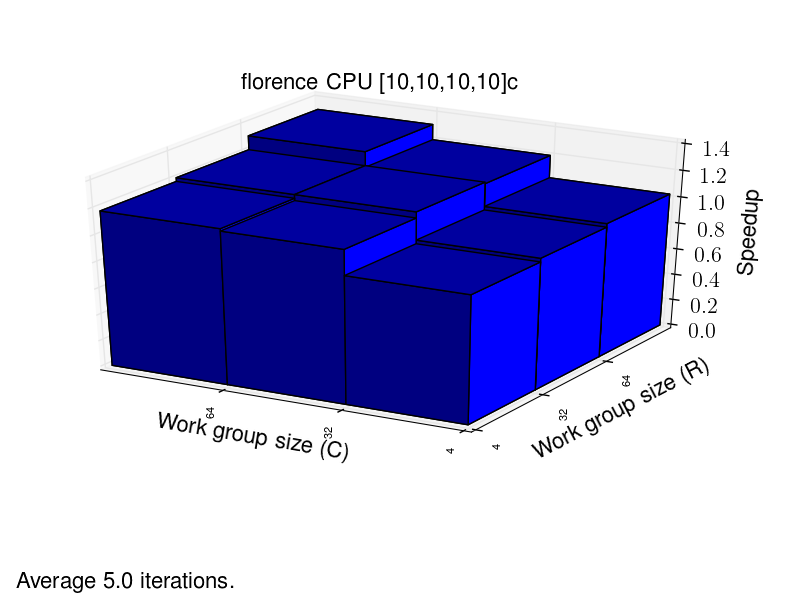 florence CPU [10,10,10,10]c
1.4
1.2
1.0
0.8
0.6
0.4
0.2
0.0
Speedup
64
32
4
Work group size (C)
4
32
64
Work group size (R)
Average 5.0 iterations.